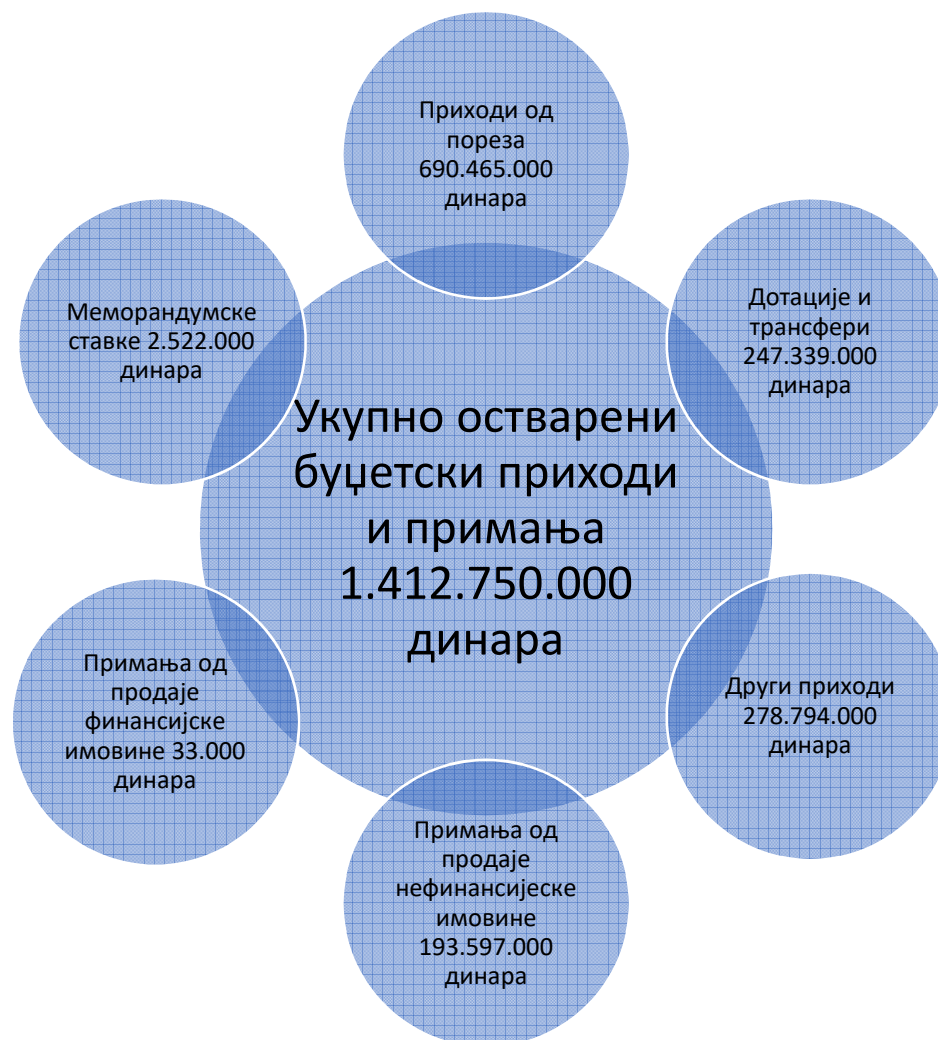 Приходи од
пореза
690.465.000
динара
Дотације и
трансфери
247.339.000
динара
Други приходи
278.794.000
динара
Примања од
продаје
нефинансијеске
имовине
193.597.000
динара
Примања од
продаје
финансијске
имовине 33.000
динара
Меморандумске
ставке 2.522.000
динара
Укупно остварени
буџетски приходи
и примања
1.412.750.000
динара